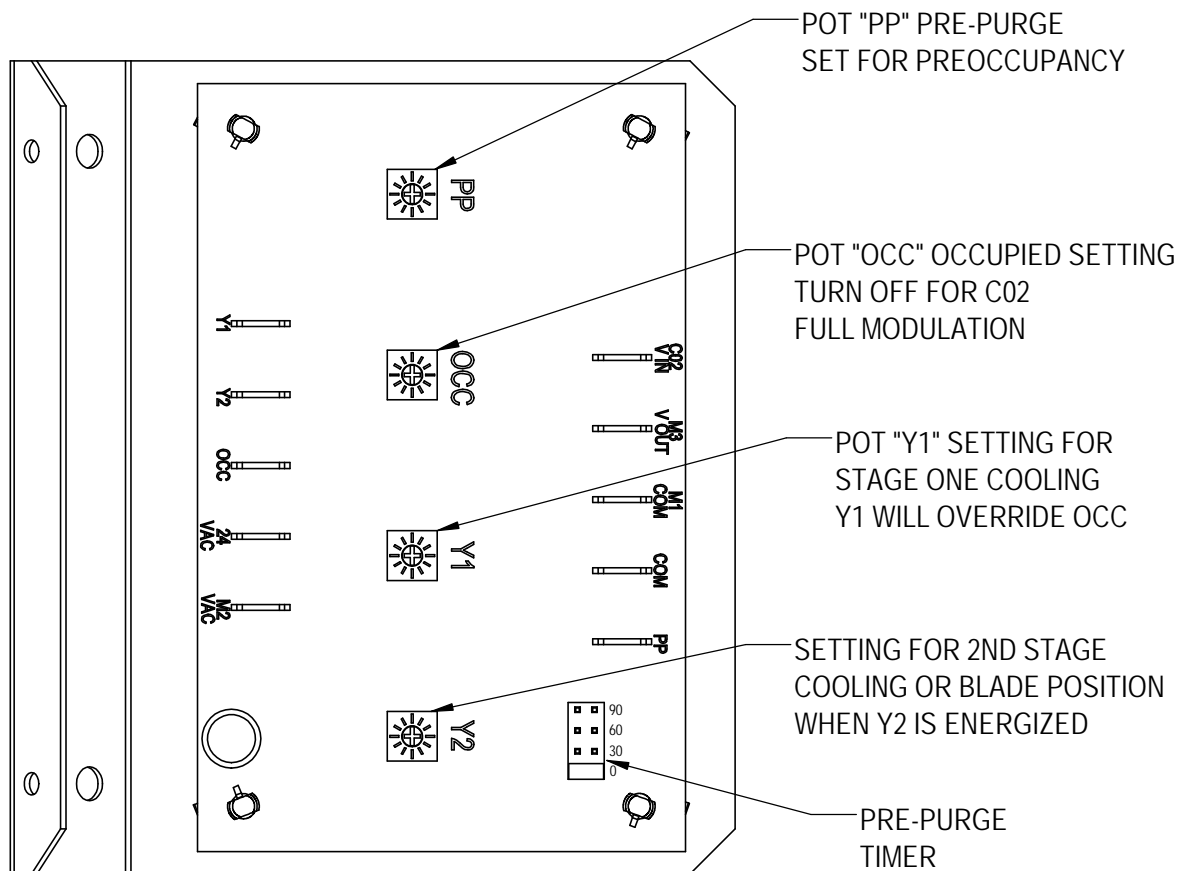 POT "PP" PRE-PURGE
SET FOR PREOCCUPANCY
PP
POT "OCC" OCCUPIED SETTING
TURN OFF FOR C02
FULL MODULATION
OCC
Y1
Y2
OCC
24
VAC
M2
VAC
C02
V IN
M3
V OUT
M1
COM
COM
PP
POT "Y1" SETTING FOR
STAGE ONE COOLING
Y1 WILL OVERRIDE OCC
Y1
SETTING FOR 2ND STAGE
COOLING OR BLADE POSITION
WHEN Y2 IS ENERGIZED
Y2
90
60
30
0
PRE-PURGE
TIMER